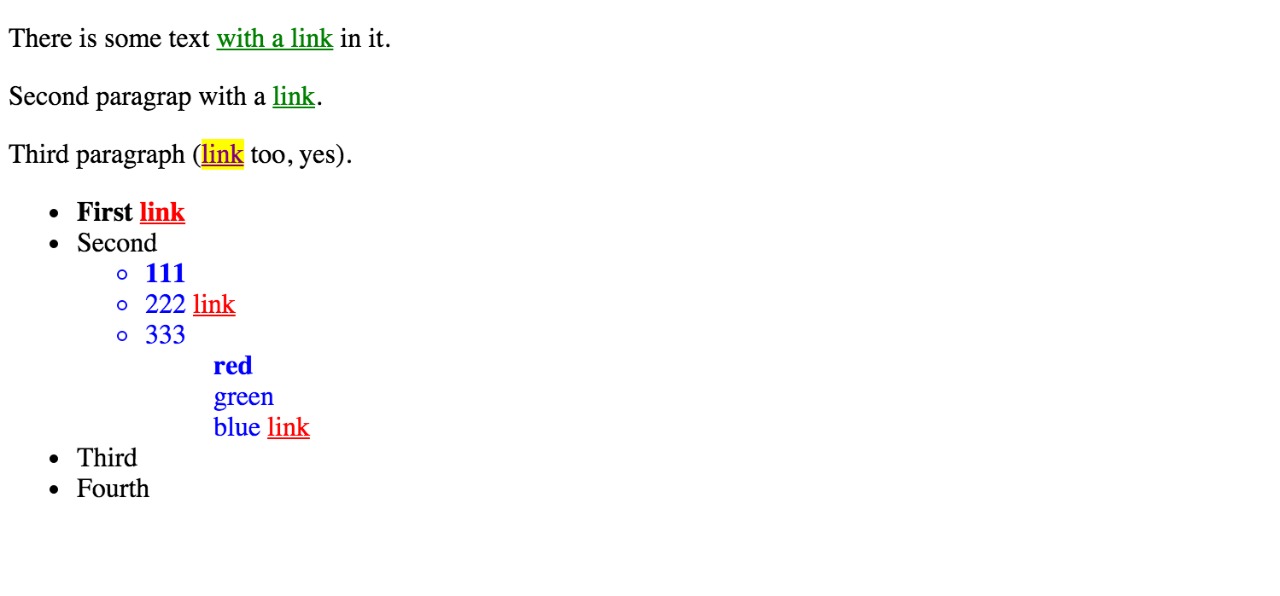 There is some text with a link in it.
Second paragrap with a link.
Third paragraph (link too, yes).
First link
Second
111
222 link
333
red
green
blue link
Third
Fourth